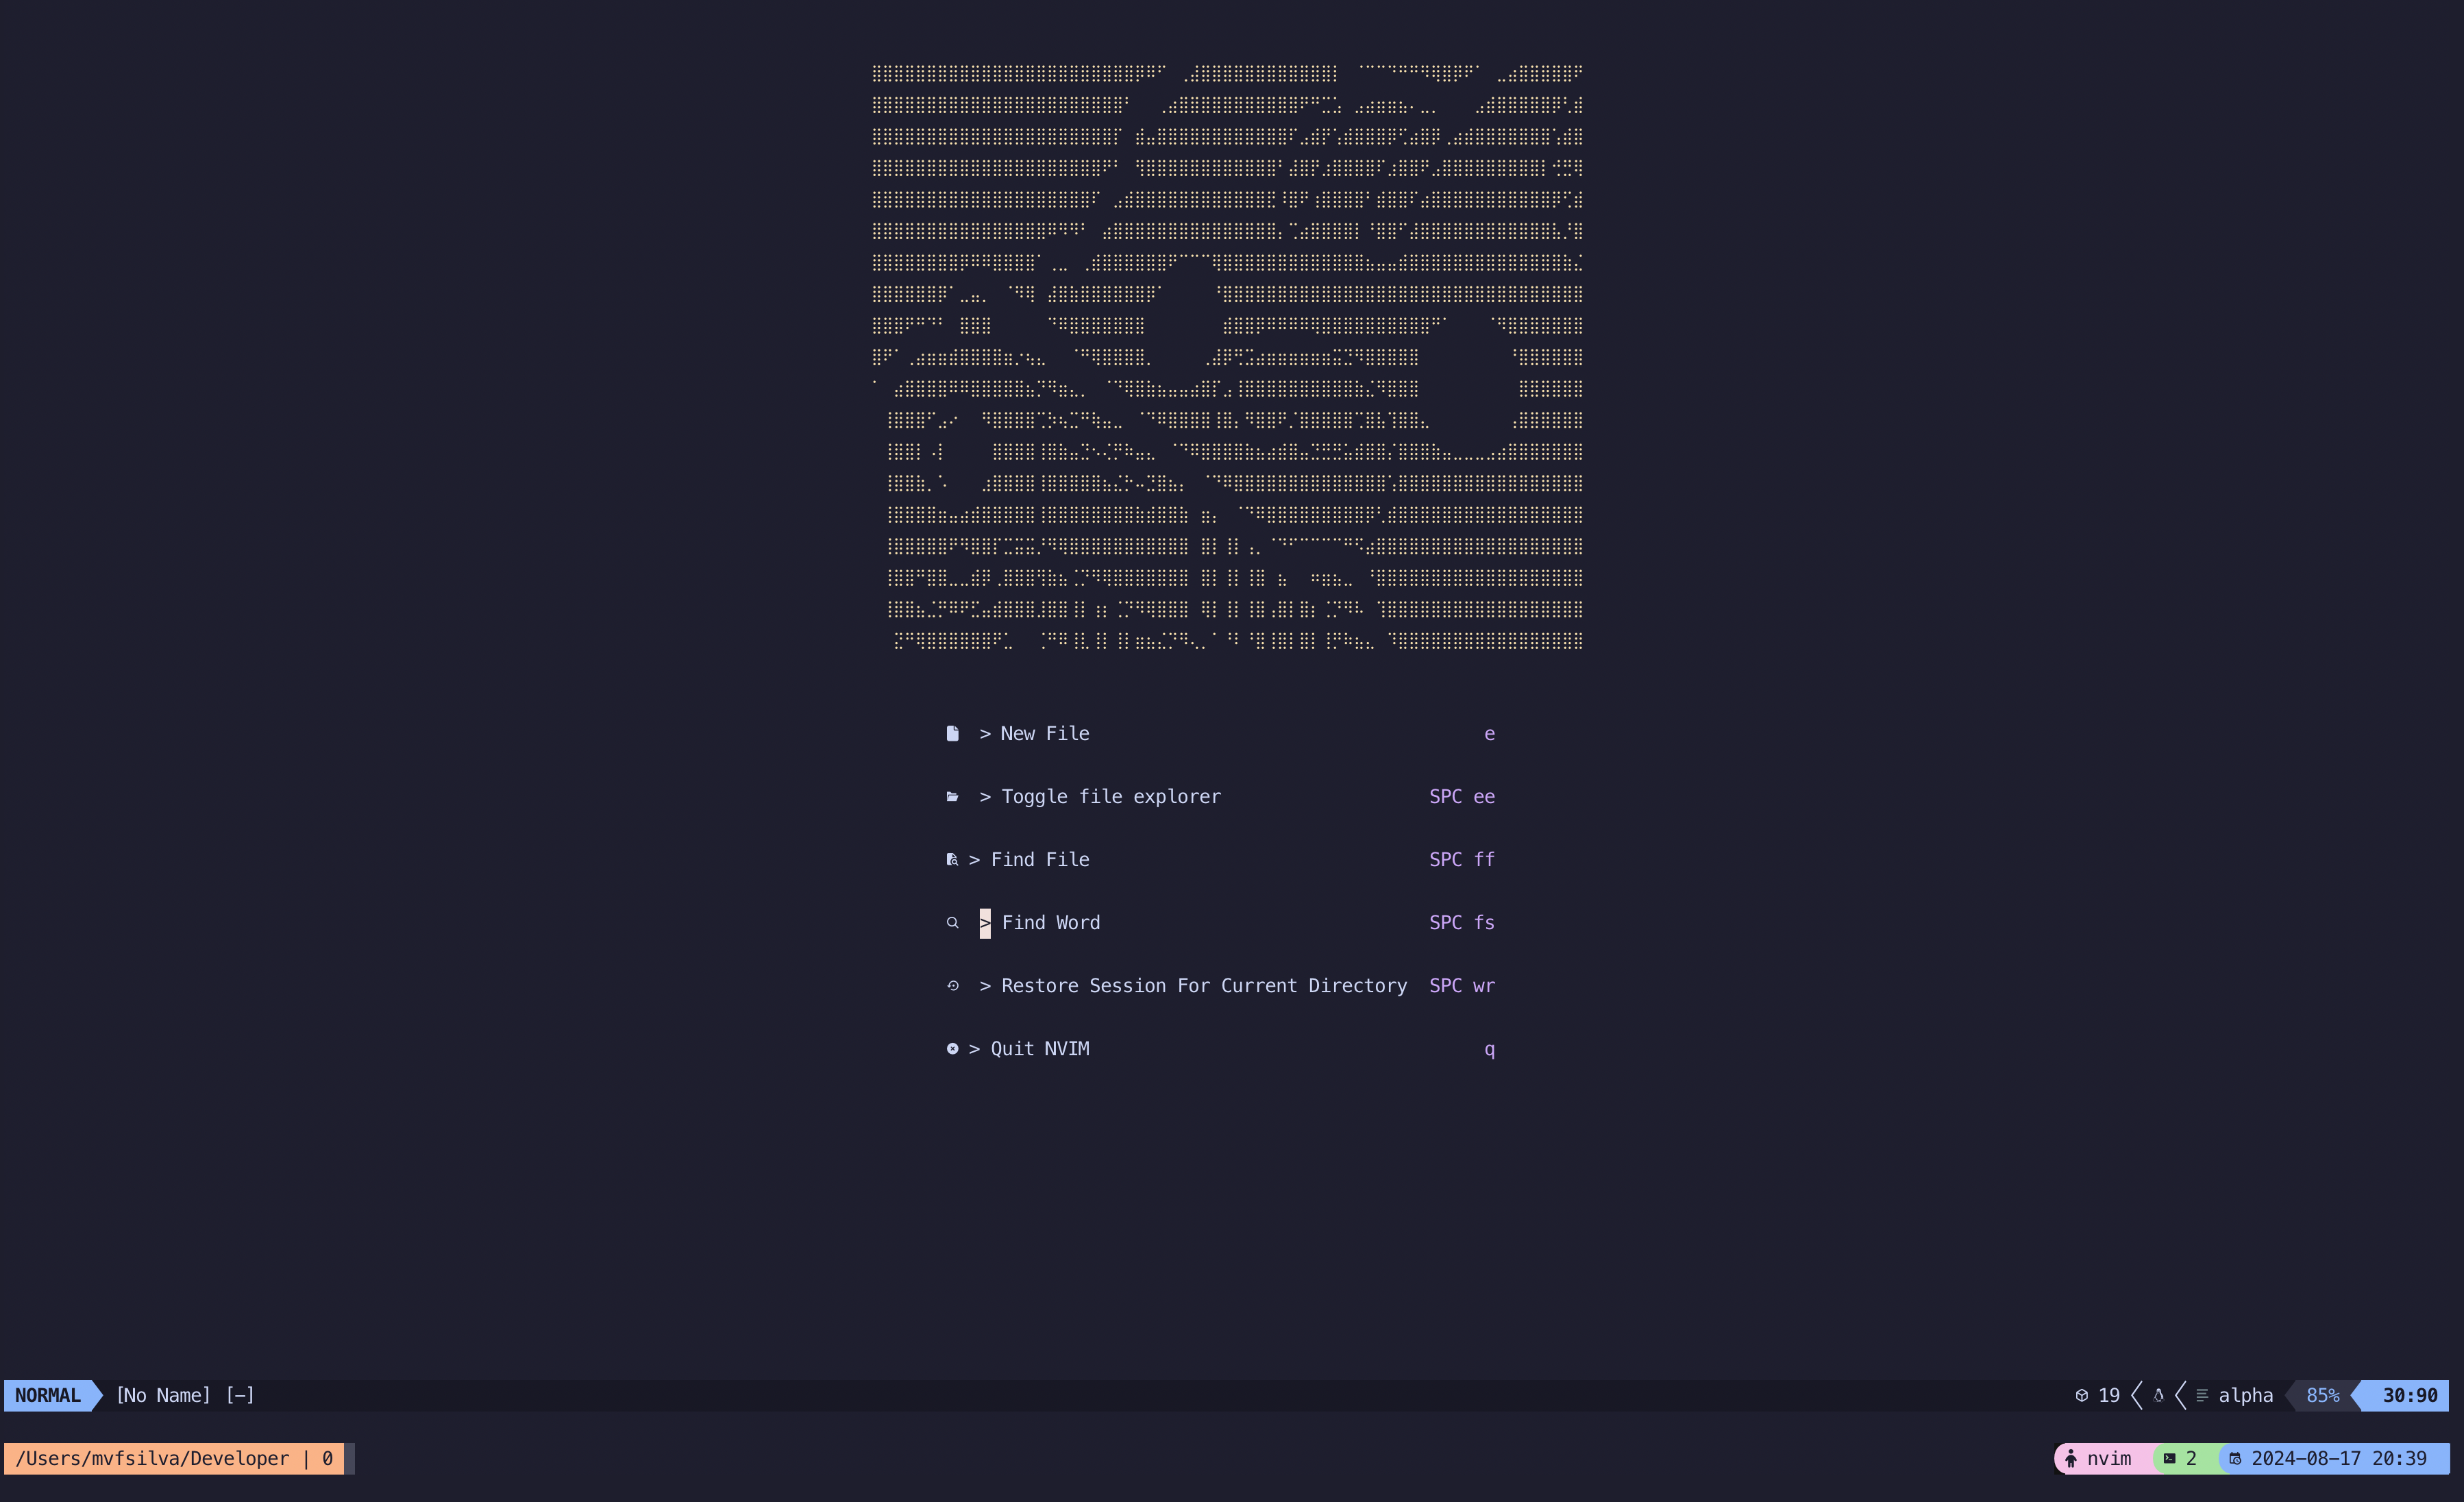 > New File e
> Toggle file explorer SPC ee
> Find File SPC ff
> Find Word SPC fs
> Restore Session For Current Directory SPC wr
> Quit NVIM q
NORMAL [No Name] [-] 19 alpha 85% 30:90
/Users/mvfsilva/Developer | 0 nvim 2 2024-08-17 20:39